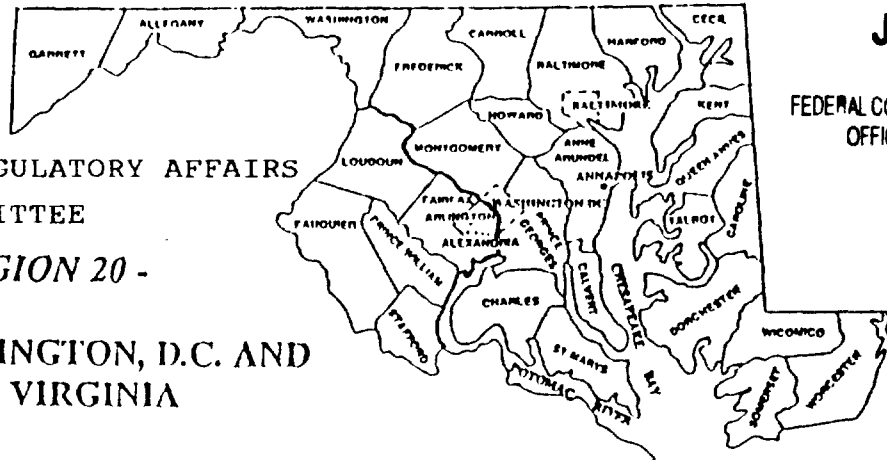 GARRETT
ALLEGANY
WASHINGTON
FREDERICK
CARROLL
BALTIMORE
HARFORD
CECIL
BALTIMORE
KENT
HOWARD
MONTGOMERY
ANNE
ARUNDEL
ANNAPOLIS
QUEEN ANNES
CAROLINE
TALBOT
LOUDOUN
FAIRFAX
ARLINGTON
WASHINGTON DC
ALEXANDRIA
PRINCE
GEORGES
FAUQUIER
PRINCE WILLIAM
STAFFORD
CHARLES
CALVERT
CHESAPEAKE
BAY
ST MARYS
POTOMAC
RIVER
DORCHESTER
WICOMICO
SOMERSET
WORCESTER
J
FEDERAL CO
OFFI
GULATORY AFFAIRS
ITTEE
GION 20 -
INGTON, D.C. AND
VIRGINIA